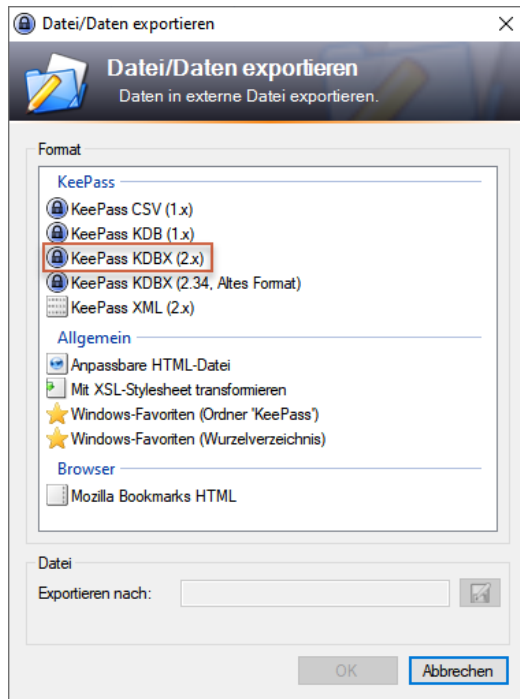 Datei/Daten exportieren
Datei/Daten exportieren
Daten in externe Datei exportieren.
Format
KeePass
KeePass CSV (1.x)
KeePass KDB (1.x)
KeePass KDBX (2.x)
KeePass KDBX (2.34, Altes Format)
KeePass XML (2.x)
Allgemein
Anpassbare HTML-Datei
Mit XSL-Stylesheet transformieren
Windows-Favoriten (Ordner 'KeePass')
Windows-Favoriten (Wurzelverzeichnis)
Browser
Mozilla Bookmarks HTML
Datei
Exportieren nach:
OK
Abbrechen